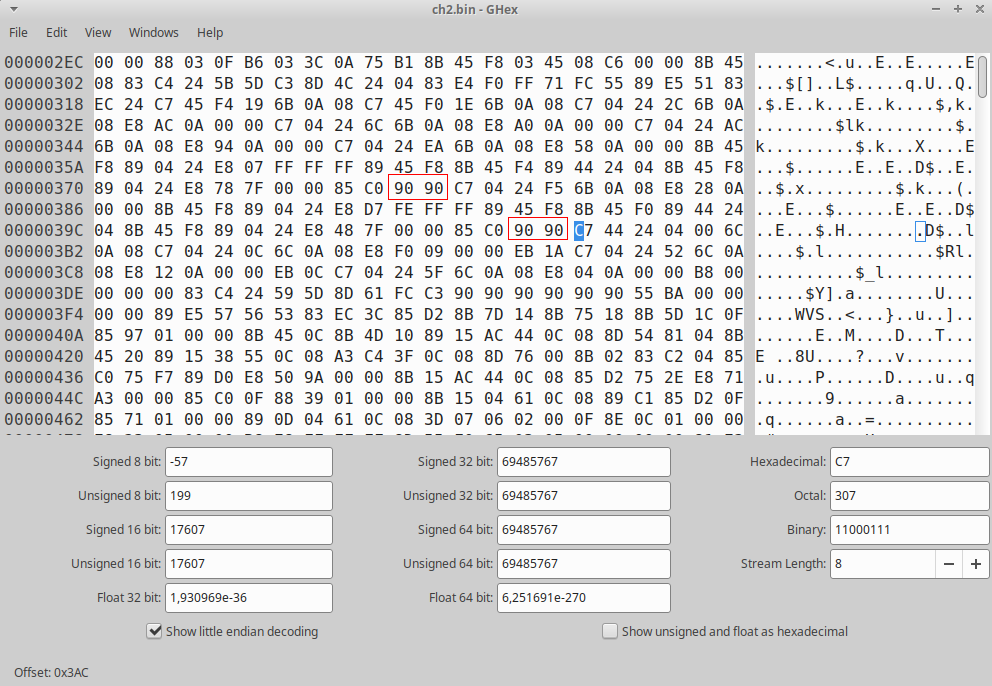 ch2.bin - GHex
File Edit View Windows Help
000002EC 00 00 88 03 0F B6 03 3C 0A 75 B1 8B 45 F8 03 45 08 C6 00 00 8B 45 .......<.u..E..E.....E
00000302 08 83 C4 24 5B 5D C3 8D 4C 24 04 83 E4 F0 FF 71 FC 55 89 E5 51 83 ...$[]..L$.....q.U..Q.
00000318 EC 24 C7 45 F4 19 6B 0A 08 C7 45 F0 1E 6B 0A 08 C7 04 24 2C 6B 0A .$.E..k...E..k....$,k.
0000032E 08 E8 AC 0A 00 00 C7 04 24 6C 6B 0A 08 E8 A0 0A 00 00 C7 04 24 AC ........$lk.........$.
00000344 6B 0A 08 E8 94 0A 00 00 C7 04 24 EA 6B 0A 08 E8 58 0A 00 00 8B 45 k.........$.k...X....E
0000035A F8 89 04 24 E8 07 FF FF FF 89 45 F8 8B 45 F4 89 44 24 04 8B 45 F8 ...$......E..E..D$..E.
00000370 89 04 24 E8 78 7F 00 00 85 C0 90 90 C7 04 24 F5 6B 0A 08 E8 28 0A ..$.x.........$.k...(.
00000386 00 00 8B 45 F8 89 04 24 E8 D7 FE FF FF 89 45 F8 8B 45 F0 89 44 24 ...E...$......E..E..D$
0000039C 04 8B 45 F8 89 04 24 E8 48 7F 00 00 85 C0 90 90 C7 44 24 04 00 6C ..E...$.H........D$..l
000003B2 0A 08 C7 04 24 0C 6C 0A 08 E8 F0 09 00 00 EB 1A C7 04 24 52 6C 0A ....$.l...........$Rl.
000003C8 08 E8 12 0A 00 00 EB 0C C7 04 24 5F 6C 0A 08 E8 04 0A 00 00 B8 00 ..........$_l.........
000003DE 00 00 00 83 C4 24 59 5D 8D 61 FC C3 90 90 90 90 90 90 55 BA 00 00 .....$Y].a........U...
000003F4 00 00 89 E5 57 56 53 83 EC 3C 85 D2 8B 7D 14 8B 75 18 8B 5D 1C 0F ....WVS..<...}..u..]..
0000040A 85 97 01 00 00 8B 45 0C 8B 4D 10 89 15 AC 44 0C 08 8D 54 81 04 8B ......E..M....D...T...
00000420 45 20 89 15 38 55 0C 08 A3 C4 3F 0C 08 8D 76 00 8B 02 83 C2 04 85 E ..8U....?...v.......
00000436 C0 75 F7 89 D0 E8 50 9A 00 00 8B 15 AC 44 0C 08 85 D2 75 2E E8 71 .u....P......D....u..q
0000044C A3 00 00 85 C0 0F 88 39 01 00 00 8B 15 04 61 0C 08 89 C1 85 D2 0F .......9......a.......
00000462 85 71 01 00 00 89 0D 04 61 0C 08 3D 07 06 02 00 0F 8E 0C 01 00 00 .q......a..=..........
Signed 8 bit: -57 Signed 32 bit: 69485767 Hexadecimal: C7
Unsigned 8 bit: 199 Unsigned 32 bit: 69485767 Octal: 307
Signed 16 bit: 17607 Signed 64 bit: 69485767 Binary: 11000111
Unsigned 16 bit: 17607 Unsigned 64 bit: 69485767 Stream Length: 8
Float 32 bit: 1,930969e-36 Float 64 bit: 6,251691e-270
Show little endian decoding Show unsigned and float as hexadecimal
Offset: 0x3AC